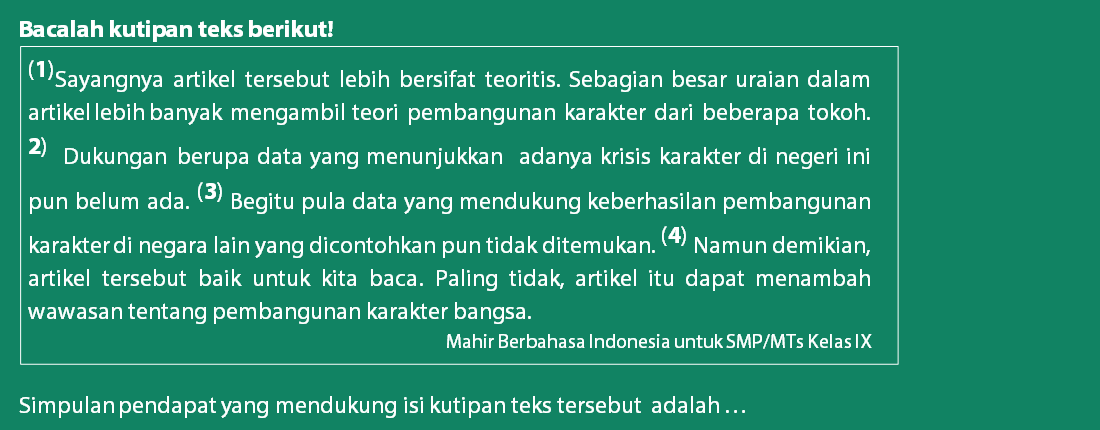 Bacalah kutipan teks berikut!
(1)Sayangnya artikel tersebut lebih bersifat teoritis. Sebagian besar uraian dalam
artikel lebih banyak mengambil teori pembangunan karakter dari beberapa tokoh.
2) Dukungan berupa data yang menunjukkan adanya krisis karakter di negeri ini
pun belum ada. (3) Begitu pula data yang mendukung keberhasilan pembangunan
karakter di negara lain yang dicontohkan pun tidak ditemukan. (4) Namun demikian,
artikel tersebut baik untuk kita baca. Paling tidak, artikel itu dapat menambah
wawasan tentang pembangunan karakter bangsa.
Mahir Berbahasa Indonesia untuk SMP/MTs Kelas IX
Simpulan pendapat yang mendukung isi kutipan teks tersebut adalah ...